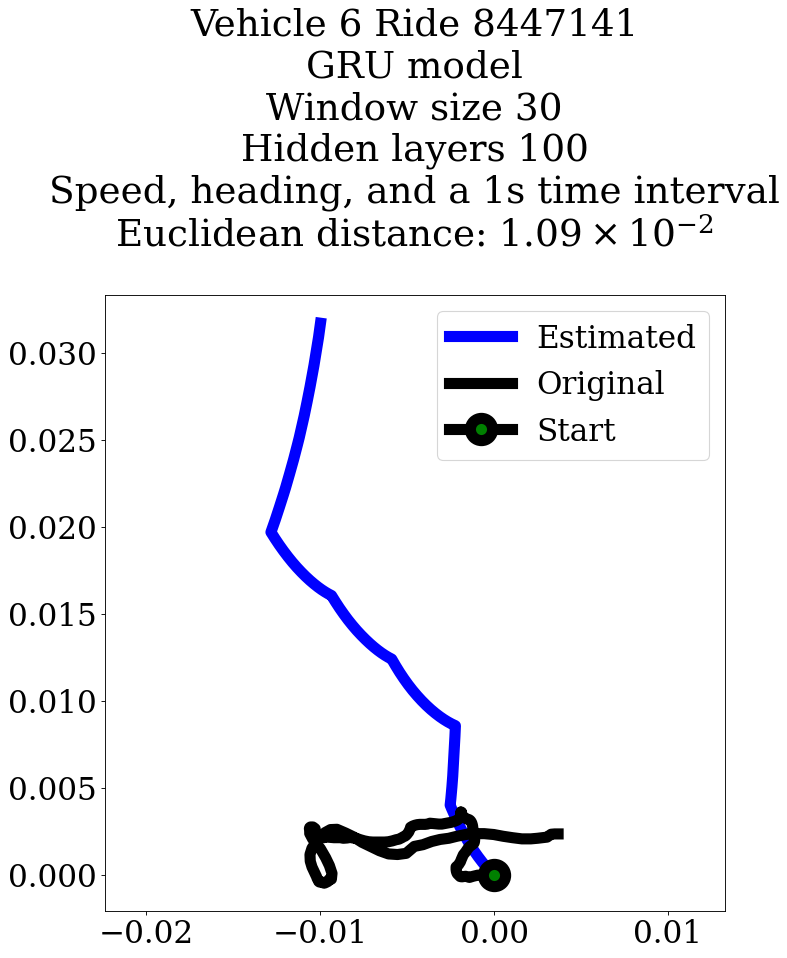 Vehicle 6 Ride 8447141
GRU model
Window size 30
Hidden layers 100
Speed, heading, and a 1s time interval
Euclidean distance: 1.09 × 10⁻²
Estimated
Original
Start
0.030
0.025
0.020
0.015
0.010
0.005
0.000
−0.02 −0.01 0.00 0.01